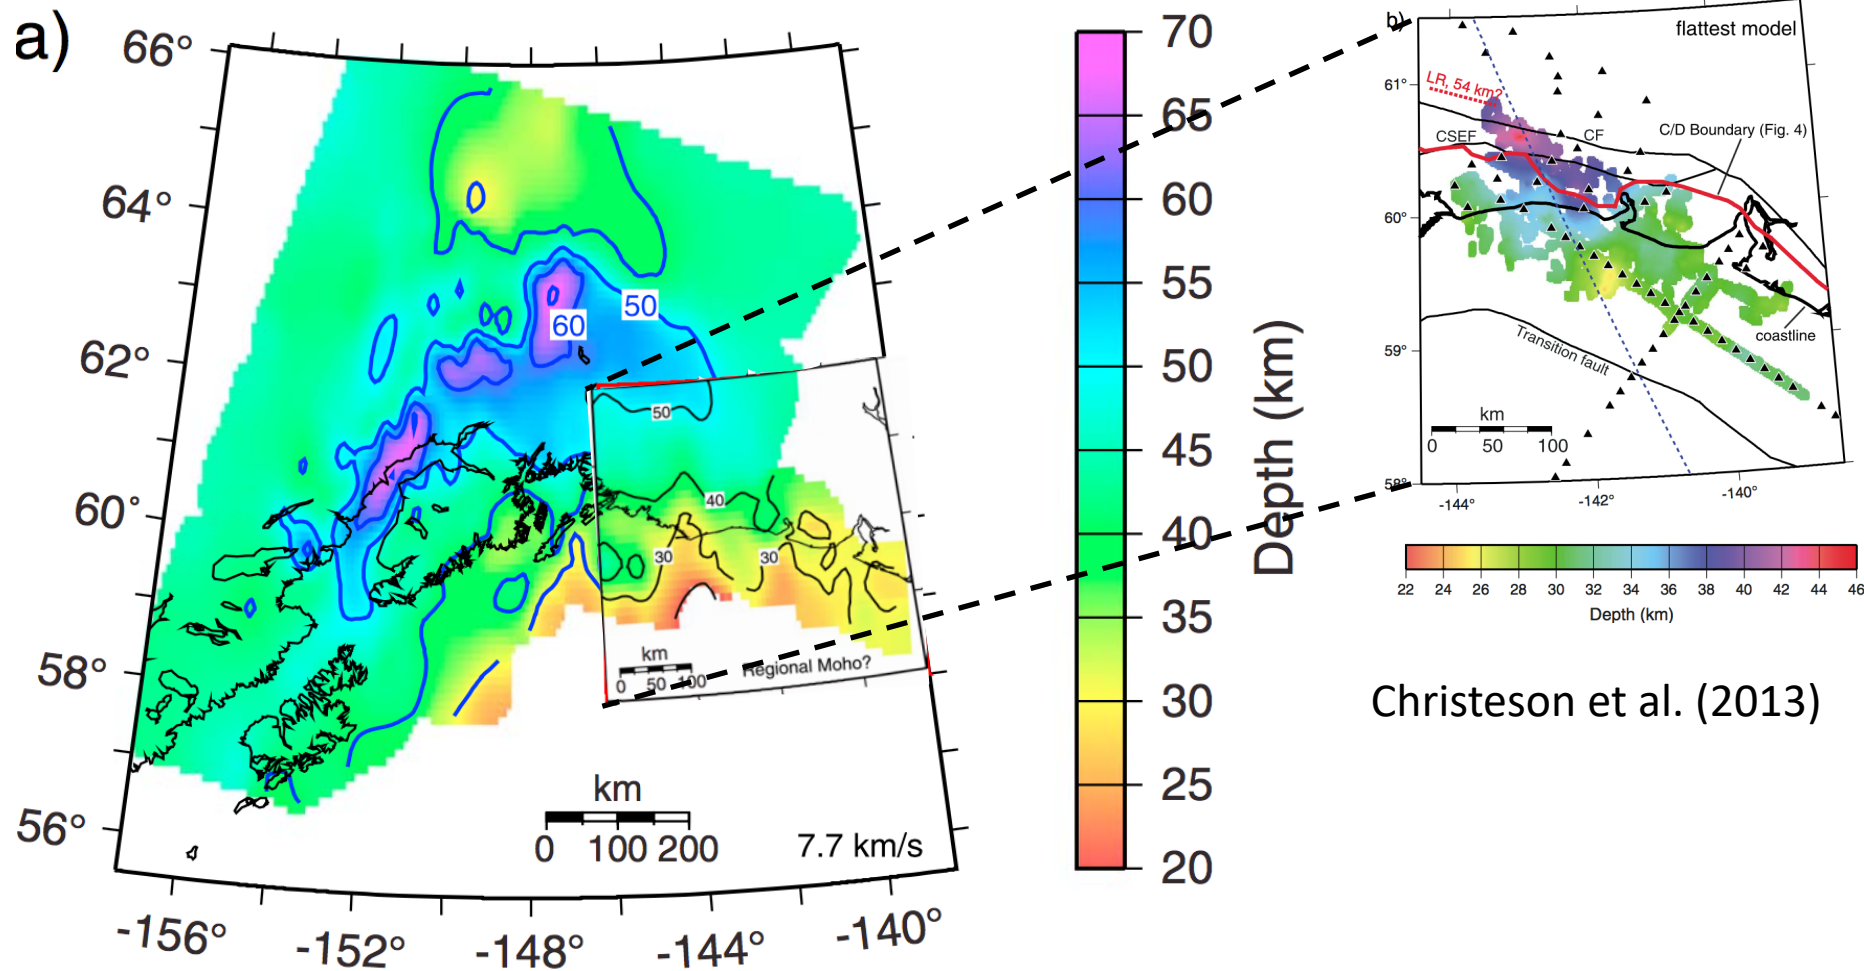 a)
66°
64°
62°
60°
58°
56°
-156°
-152°
-148°
-144°
-140°
50
60
50
40
30
30
km
0 50 100
Regional Moho?
km
0 100 200
7.7 km/s
70
65
60
55
50
45
40
35
30
25
20
Depth (km)
b)
flattest model
61°
60°
59°
58°
LR, 54 km?
CSEF
CF
C/D Boundary (Fig. 4)
coastline
Transition fault
km
0 50 100
-144°
-142°
-140°
22 24 26 28 30 32 34 36 38 40 42 44 46
Depth (km)
Christeson et al. (2013)